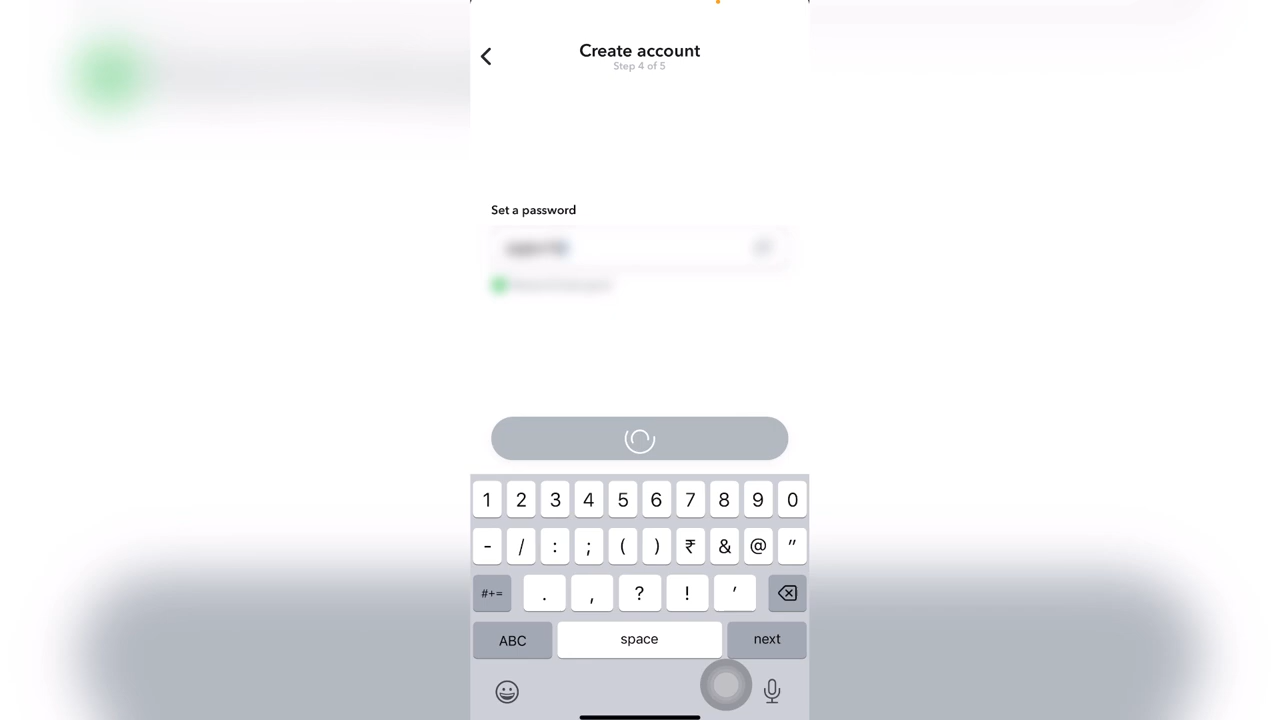 Create account
Step 4 of 5
Set a password
1 2 3 4 5 6 7 8 9 0
- / : ; ( ) ₹ & @ "
#+= . , ? ! '
ABC space next